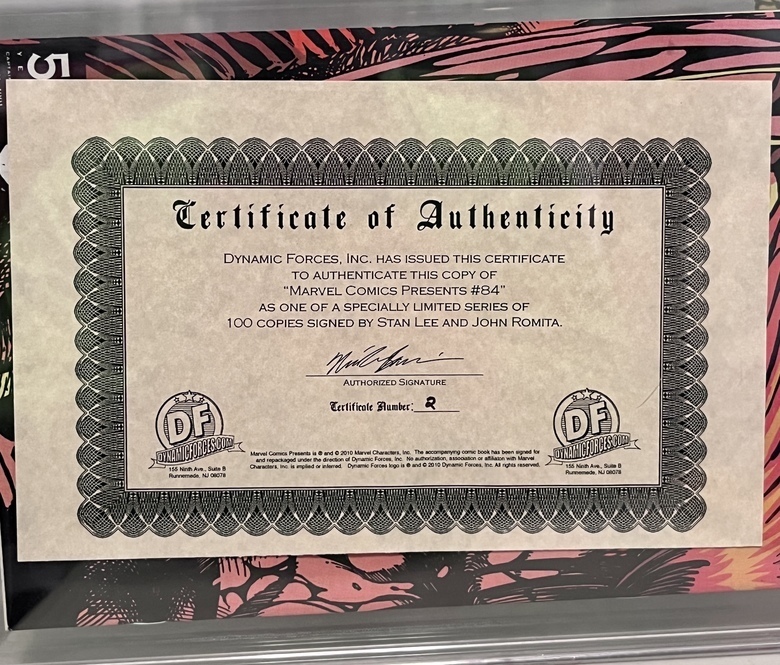 5
Certificate of Authenticity
DYNAMIC FORCES, INC. HAS ISSUED THIS CERTIFICATE
TO AUTHENTICATE THIS COPY OF
"MARVEL COMICS PRESENTS #84"
AS ONE OF A SPECIALLY LIMITED SERIES OF
100 COPIES SIGNED BY STAN LEE AND JOHN ROMITA.
AUTHORIZED SIGNATURE
Certificate Number: 2
DF
DYNAMICFORCES.COM
155 Ninth Ave., Suite B
Runnemede, NJ 08078
Marvel Comics Presents is ® and © 2010 Marvel Characters, Inc. The accompanying comic book has been signed for
and repackaged under the direction of Dynamic Forces, Inc. No authorization, association or affiliation with Marvel
Characters, Inc. is implied or inferred. Dynamic Forces logo is ® and © 2010 Dynamic Forces, Inc. All rights reserved.
DF
DYNAMICFORCES.COM
155 Ninth Ave., Suite B
Runnemede, NJ 08078